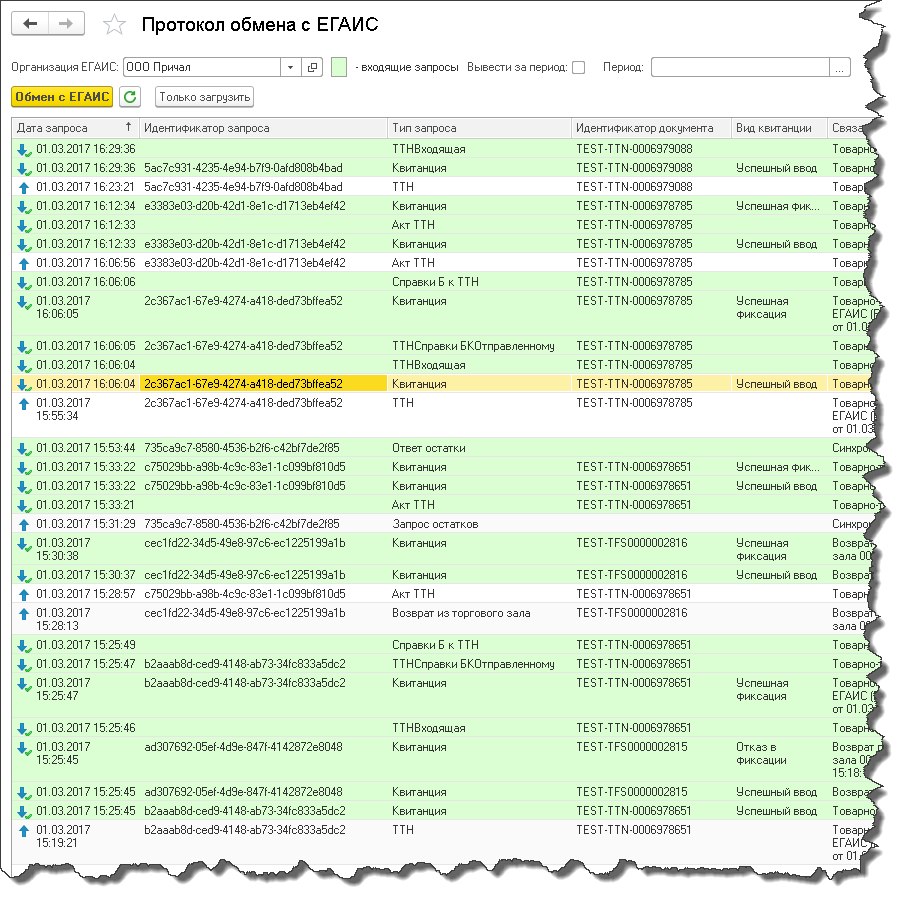 Протокол обмена с ЕГАИС
Организация ЕГАИС: ООО Причал - входящие запросы Вывести за период: Период: ...
Обмен с ЕГАИС Только загрузить
Дата запроса ↑ Идентификатор запроса Тип запроса Идентификатор документа Вид квитанции Связа
01.03.2017 16:29:36 ТТНВходящая TEST-TTN-0006979088 Товарно
01.03.2017 16:29:36 5ac7c931-4235-4e94-b7f9-0afd808b4bad Квитанция TEST-TTN-0006979088 Успешный ввод Товарн
01.03.2017 16:23:21 5ac7c931-4235-4e94-b7f9-0afd808b4bad ТТН TEST-TTN-0006979088 Товар
01.03.2017 16:12:34 e3383e03-d20b-42d1-8e1c-d1713eb4ef42 Квитанция TEST-TTN-0006978785 Успешная фик... Товарн
01.03.2017 16:12:33 Акт ТТН TEST-TTN-0006978785 Товарн
01.03.2017 16:12:33 e3383e03-d20b-42d1-8e1c-d1713eb4ef42 Квитанция TEST-TTN-0006978785 Успешный ввод Товарн
01.03.2017 16:06:56 e3383e03-d20b-42d1-8e1c-d1713eb4ef42 Акт ТТН TEST-TTN-0006978785 Товар
01.03.2017 16:06:06 Справки Б к ТТН TEST-TTN-0006978785 Товарн
01.03.2017 2c367ac1-67e9-4274-a418-ded73bffea52 Квитанция TEST-TTN-0006978785 Успешная Товарно
16:06:05 фиксация ЕГАИС (
от 01.0
01.03.2017 16:06:05 2c367ac1-67e9-4274-a418-ded73bffea52 ТТНСправки БКОтправленному TEST-TTN-0006978785 Товарно
01.03.2017 16:06:04 ТТНВходящая TEST-TTN-0006978785 Товарн
01.03.2017 16:06:04 2c367ac1-67e9-4274-a418-ded73bffea52 Квитанция TEST-TTN-0006978785 Успешный ввод Товарн
01.03.2017 2c367ac1-67e9-4274-a418-ded73bffea52 ТТН TEST-TTN-0006978785 Товарно
15:55:34 ЕГАИС (
от 01.03
01.03.2017 15:53:44 735ca9c7-8580-4536-b2f6-c42bf7de2f85 Ответ остатки Синхро
01.03.2017 15:33:22 c75029bb-a98b-4c9c-83e1-1c099bf810d5 Квитанция TEST-TTN-0006978651 Успешная фик... Товарно-
01.03.2017 15:33:22 c75029bb-a98b-4c9c-83e1-1c099bf810d5 Квитанция TEST-TTN-0006978651 Успешный ввод Товарно
01.03.2017 15:33:21 Акт ТТН TEST-TTN-0006978651 Товарно-
01.03.2017 15:31:29 735ca9c7-8580-4536-b2f6-c42bf7de2f85 Запрос остатков Синхро
01.03.2017 cec1fd22-34d5-49e8-97c6-ec1225199a1b Квитанция TEST-TFS0000002816 Успешная Возврат
15:30:38 фиксация зала 00
01.03.2017 15:30:37 cec1fd22-34d5-49e8-97c6-ec1225199a1b Квитанция TEST-TFS0000002816 Успешный ввод Возвра
01.03.2017 15:28:57 c75029bb-a98b-4c9c-83e1-1c099bf810d5 Акт ТТН TEST-TTN-0006978651 Товарно
01.03.2017 cec1fd22-34d5-49e8-97c6-ec1225199a1b Возврат из торгового зала TEST-TFS0000002816 Возврат
15:28:13 зала 0
01.03.2017 15:25:49 Справки Б к ТТН TEST-TTN-0006978651 Товарн
01.03.2017 15:25:47 b2aaab8d-ced9-4148-ab73-34fc833a5dc2 ТТНСправки БКОтправленному TEST-TTN-0006978651 Товарно-
01.03.2017 b2aaab8d-ced9-4148-ab73-34fc833a5dc2 Квитанция TEST-TTN-0006978651 Успешная Товарно
15:25:47 фиксация ЕГАИС (
от 01.03
01.03.2017 15:25:46 ТТНВходящая TEST-TTN-0006978651 Товарн
01.03.2017 ad307692-05ef-4d9e-847f-4142872e8048 Квитанция TEST-TFS0000002815 Отказ в Возврат
15:25:45 фиксации зала 00
15:18:
01.03.2017 15:25:45 ad307692-05ef-4d9e-847f-4142872e8048 Квитанция TEST-TFS0000002815 Успешный ввод Возвра
01.03.2017 15:25:45 b2aaab8d-ced9-4148-ab73-34fc833a5dc2 Квитанция TEST-TTN-0006978651 Успешный ввод Товарно
01.03.2017 b2aaab8d-ced9-4148-ab73-34fc833a5dc2 ТТН TEST-TTN-0006978651 Товарн
15:19:21 ЕГАИС
от 01.